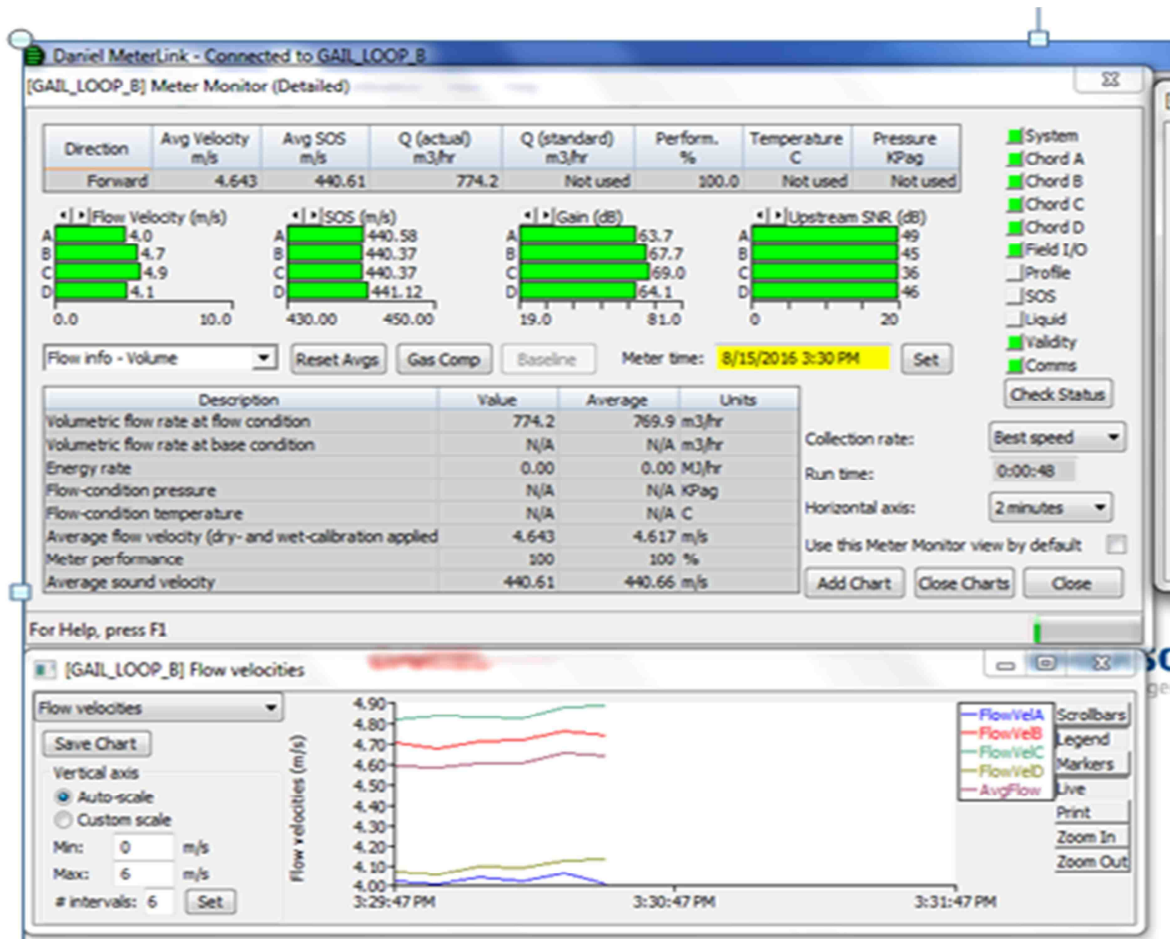 Daniel MeterLink - Connected to GAIL_LOOP_B
[GAIL_LOOP_B] Meter Monitor (Detailed)
Direction Avg Velocity m/s Avg SOS m/s Q (actual) m3/hr Q (standard) m3/hr Perform. % Temperature C Pressure KPag
Forward 4.643 440.61 774.2 Not used 100.0 Not used Not used
System
Chord A
Chord B
Chord C
Chord D
Field I/O
Profile
SOS
Liquid
Validity
Comms
Check Status
Flow Velocity (m/s)
A 4.0
B 4.7
C 4.9
D 4.1
0.0 10.0
SOS (m/s)
A 440.58
B 440.37
C 440.37
D 441.12
430.00 450.00
Gain (dB)
A 63.7
B 67.7
C 69.0
D 64.1
19.0 81.0
Upstream SNR (dB)
A 49
B 45
C 36
D 46
0 20
Flow info - Volume Reset Avgs Gas Comp Baseline Meter time: 8/15/2016 3:30 PM Set
Description Value Average Units
Volumetric flow rate at flow condition 774.2 769.9 m3/hr
Volumetric flow rate at base condition N/A N/A m3/hr
Energy rate 0.00 0.00 MJ/hr
Flow-condition pressure N/A N/A KPag
Flow-condition temperature N/A N/A C
Average flow velocity (dry- and wet-calibration applied 4.643 4.617 m/s
Meter performance 100 100 %
Average sound velocity 440.61 440.66 m/s
Collection rate: Best speed
Run time: 0:00:48
Horizontal axis: 2 minutes
Use this Meter Monitor view by default
Add Chart Close Charts Close
For Help, press F1
[GAIL_LOOP_B] Flow velocities
Flow velocities
Save Chart
Vertical axis
Auto-scale
Custom scale
Min: 0 m/s
Max: 6 m/s
# intervals: 6 Set
Flow velocities (m/s)
4.90
4.80
4.70
4.60
4.50
4.40
4.30
4.20
4.10
4.00
3:29:47 PM 3:30:47 PM 3:31:47 PM
FlowVelA
FlowVelB
FlowVelC
FlowVelD
AvgFlow
Scrollbars
Legend
Markers
Live
Print
Zoom In
Zoom Out